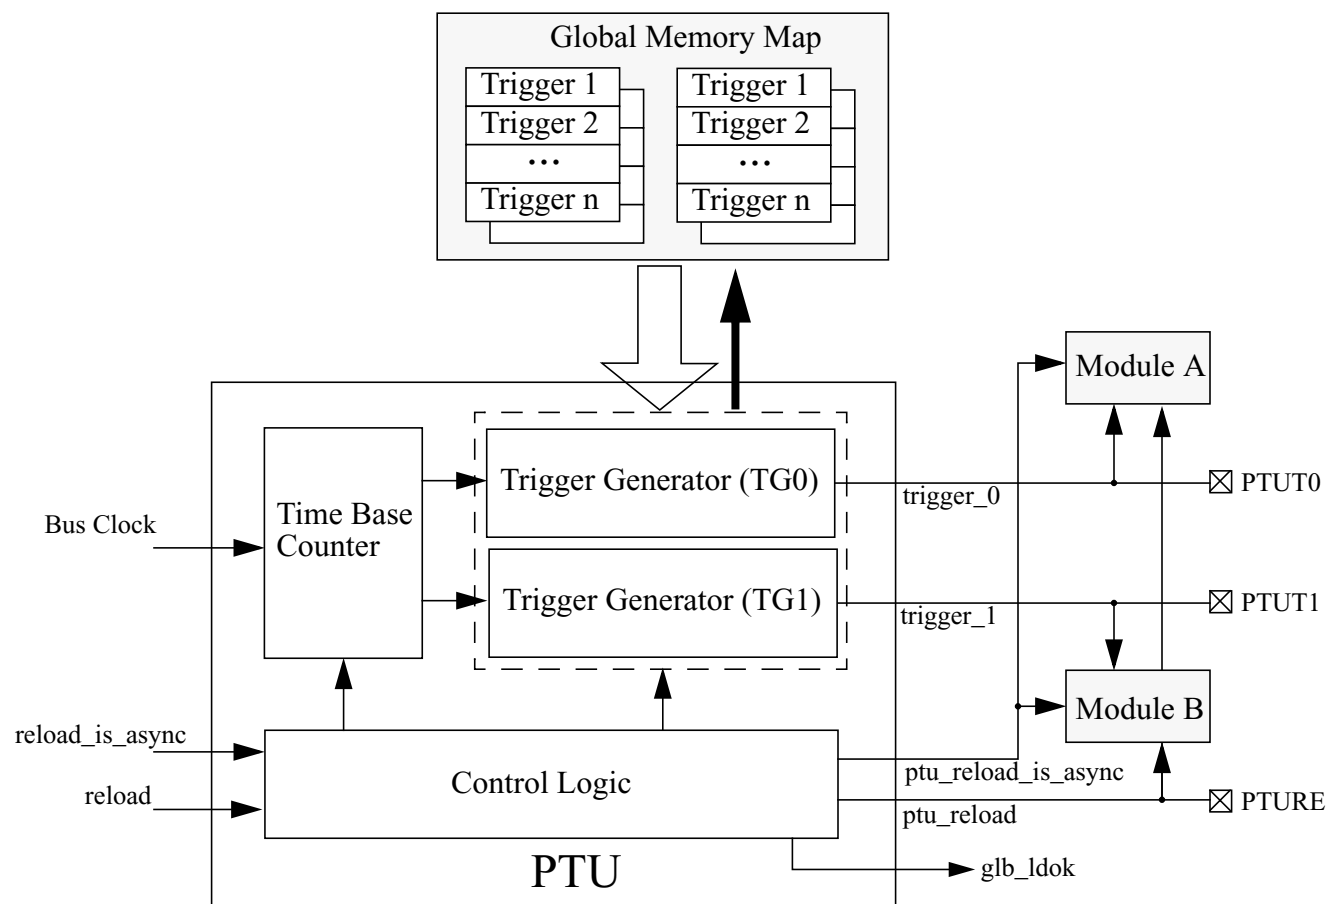 Global Memory Map
Trigger 1
Trigger 2
...
Trigger n
Trigger 1
Trigger 2
...
Trigger n
Module A
Trigger Generator (TG0)
trigger_0
PTUT0
Bus Clock
Time Base
Counter
Trigger Generator (TG1)
trigger_1
PTUT1
Module B
reload_is_async
reload
Control Logic
ptu_reload_is_async
ptu_reload
PTURE
PTU
glb_ldok